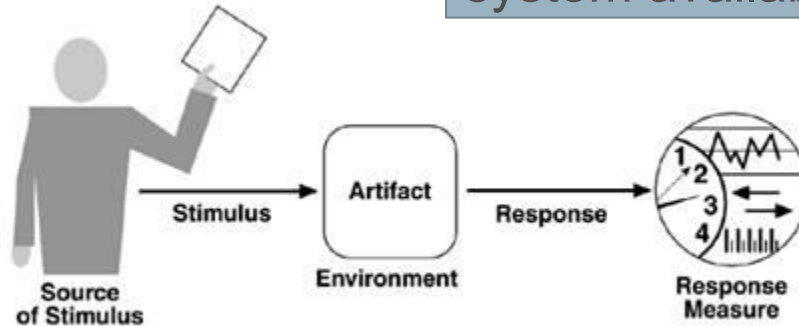 Stimulus
Artifact
Environment
Response
Source
of Stimulus
1
2
3
4
Response
Measure